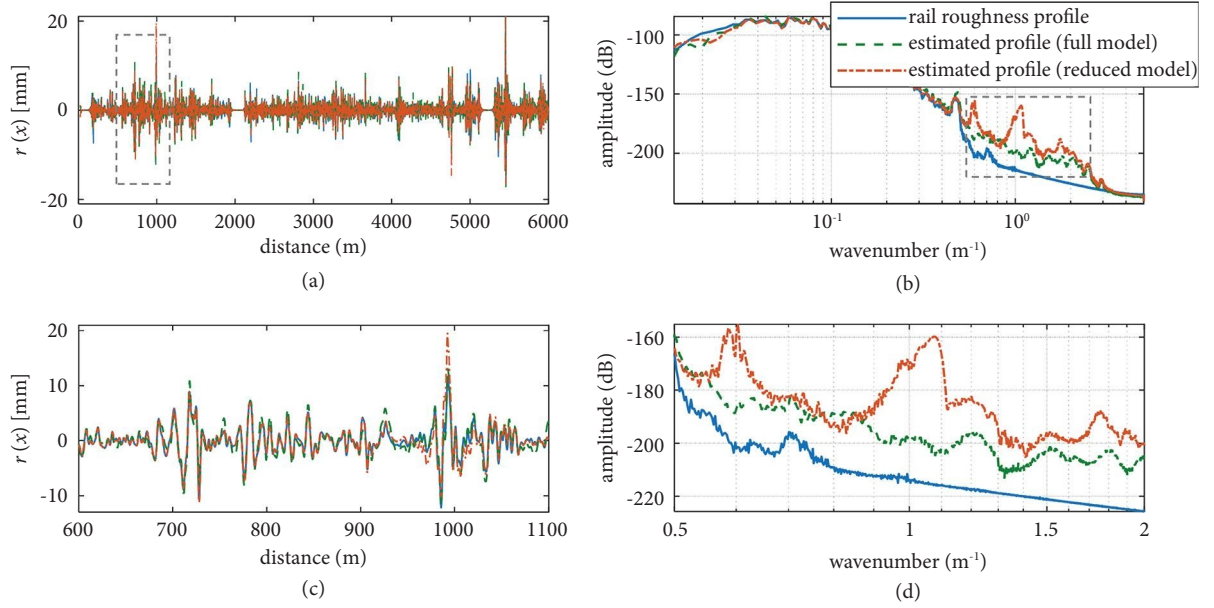 20
0
-20
r (x) [mm]
0 1000 2000 3000 4000 5000 6000
distance (m)
(a)
rail roughness profile
estimated profile (full model)
estimated profile (reduced model)
-100
-150
-200
amplitude (dB)
10-1 100
wavenumber (m-1)
(b)
20
10
0
-10
r (x) [mm]
600 700 800 900 1000 1100
distance (m)
(c)
-160
-180
-200
-220
amplitude (dB)
0.5 1 1.5 2
wavenumber (m-1)
(d)